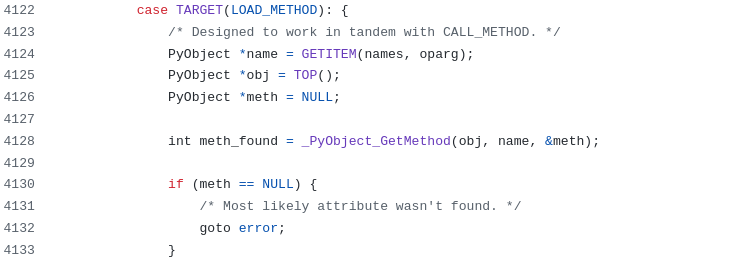 4122 case TARGET(LOAD_METHOD): {
4123 /* Designed to work in tandem with CALL_METHOD. */
4124 PyObject *name = GETITEM(names, oparg);
4125 PyObject *obj = TOP();
4126 PyObject *meth = NULL;
4127
4128 int meth_found = _PyObject_GetMethod(obj, name, &meth);
4129
4130 if (meth == NULL) {
4131 /* Most likely attribute wasn't found. */
4132 goto error;
4133 }